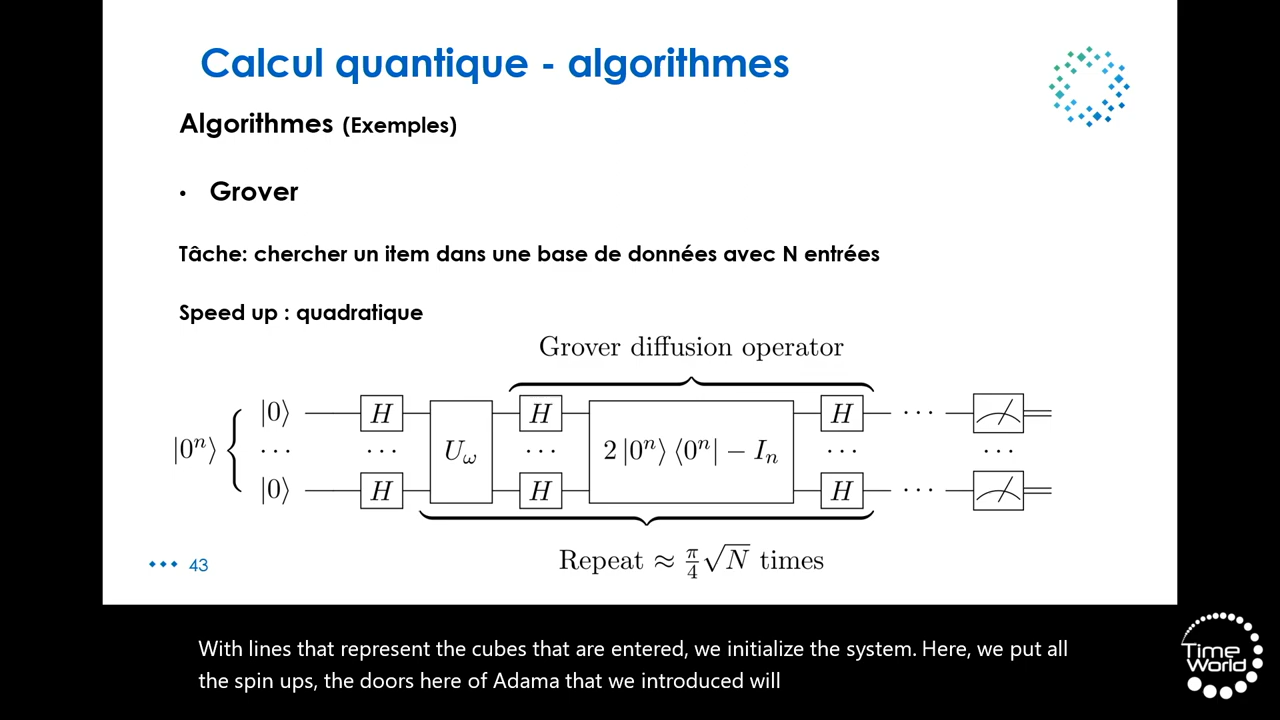 Calcul quantique - algorithmes
Algorithmes (Exemples)
• Grover
Tâche: chercher un item dans une base de données avec N entrées
Speed up : quadratique
Grover diffusion operator
|0⟩ H H H ···
|0ⁿ⟩ ··· ··· U_ω ··· 2 |0ⁿ⟩ ⟨0ⁿ| − I_n ··· ···
|0⟩ H H H ···
Repeat ≈ π/4 √N times
43
With lines that represent the cubes that are entered, we initialize the system. Here, we put all
the spin ups, the doors here of Adama that we introduced will
Time
World